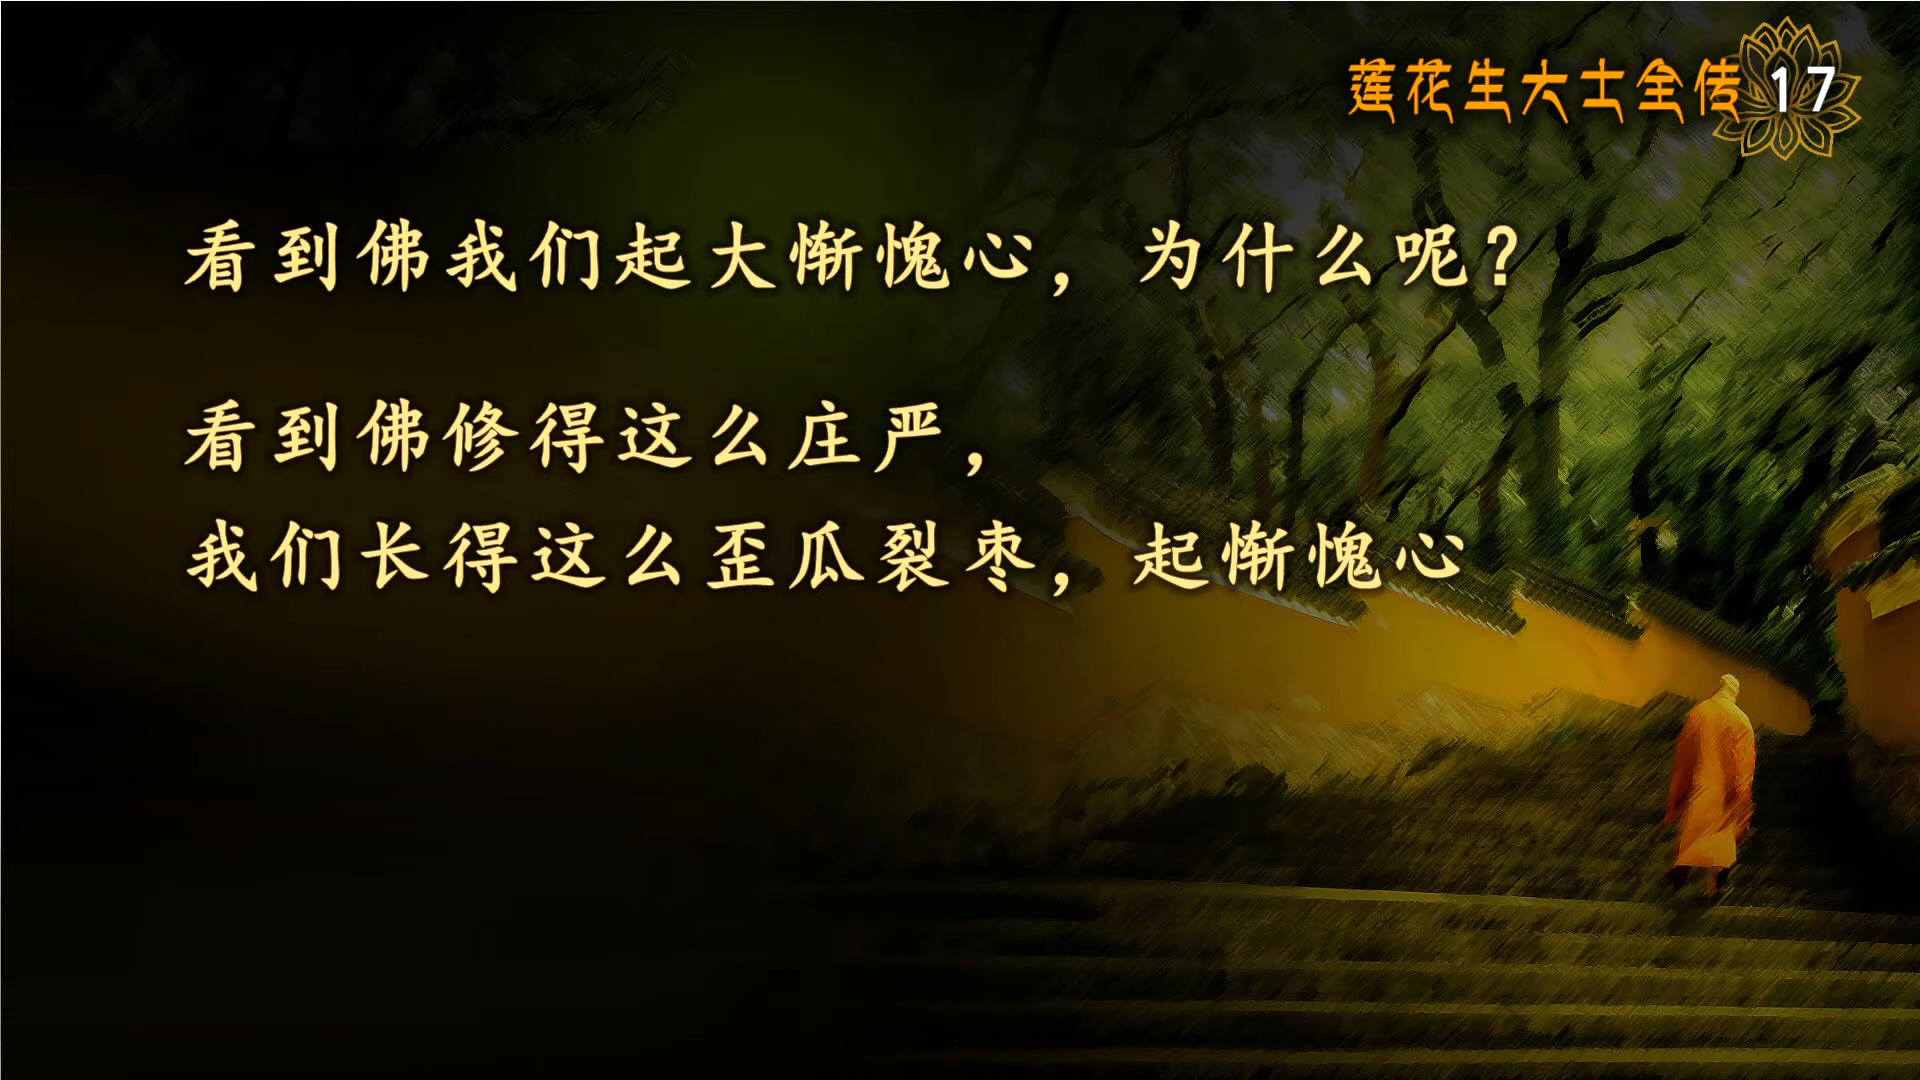 莲花生大士全传 17
看到佛我们起大惭愧心，为什么呢？
看到佛修得这么庄严，
我们长得这么歪瓜裂枣，起惭愧心